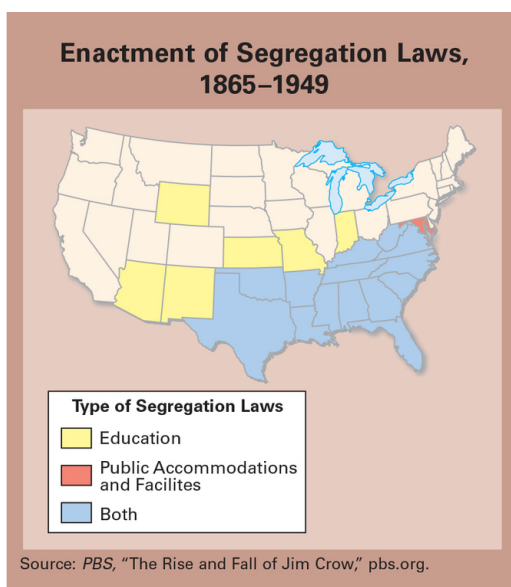 Enactment of Segregation Laws,
1865–1949
Type of Segregation Laws
Education
Public Accommodations
and Facilites
Both
Source: PBS, “The Rise and Fall of Jim Crow,” pbs.org.